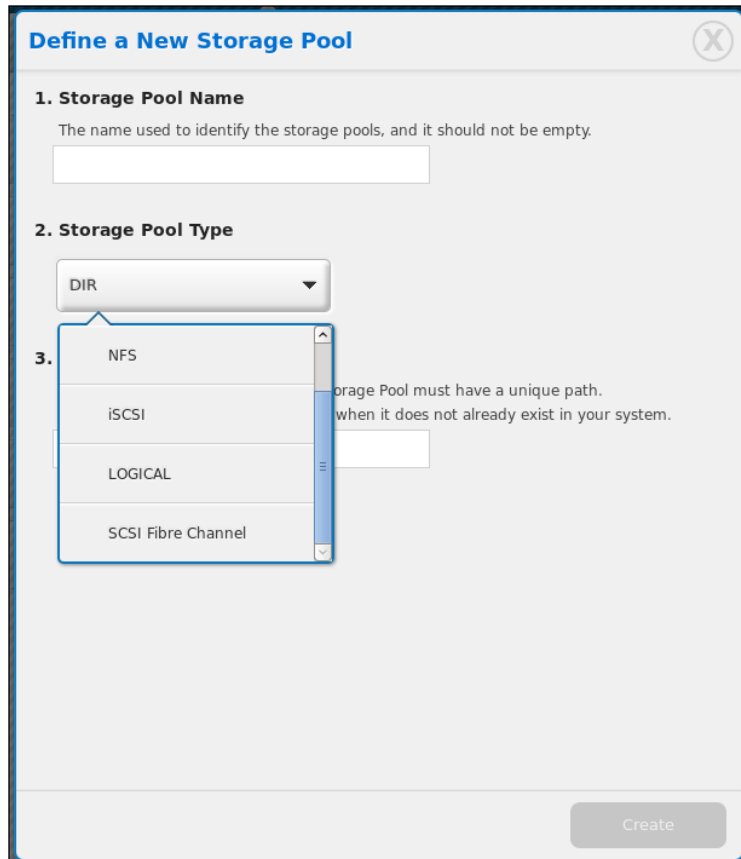 Define a New Storage Pool
X
1. Storage Pool Name
The name used to identify the storage pools, and it should not be empty.
2. Storage Pool Type
DIR
3.
NFS
Pool must have a unique path.
iSCSI
when it does not already exist in your system.
LOGICAL
SCSI Fibre Channel
Create